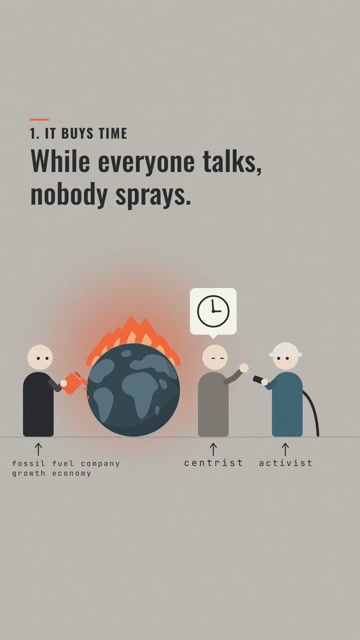 1. IT BUYS TIME
While everyone talks,
nobody sprays.
fossil fuel company
growth economy
centrist
activist